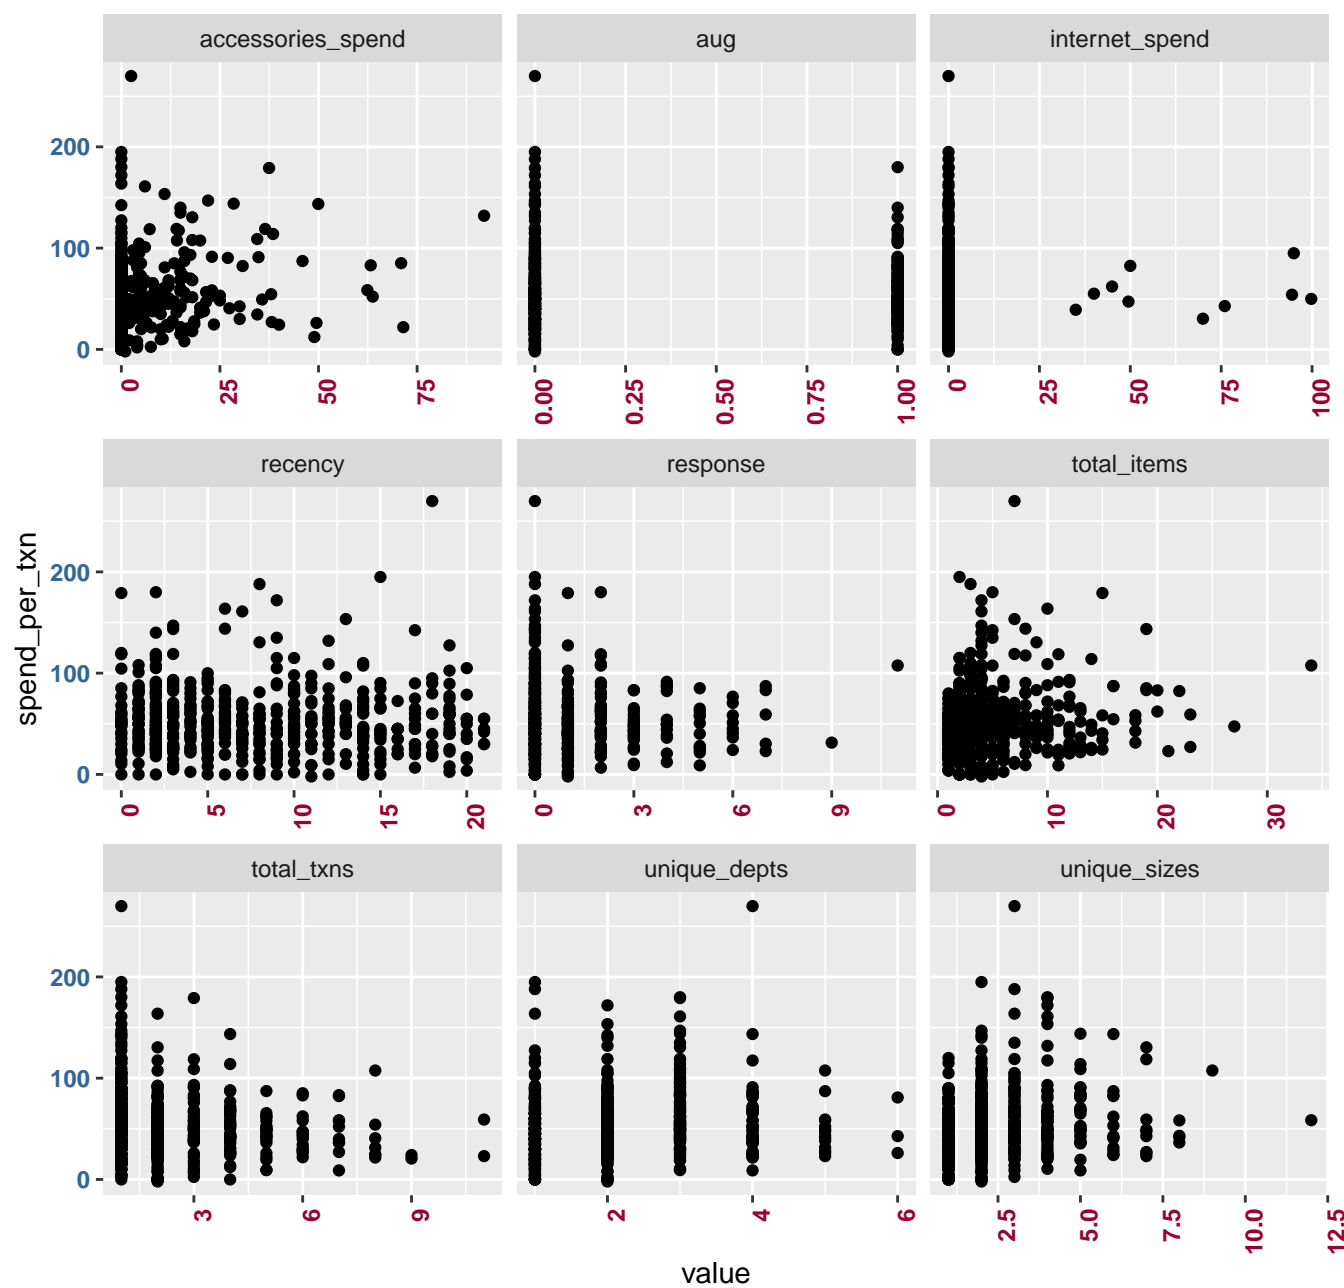 accessories_spend aug internet_spend
200
100
0
0 25 50 75 0.00 0.25 0.50 0.75 1.00 0 25 50 75 100
recency response total_items
200
100
0
0 5 10 15 20 0 3 6 9 0 10 20 30
total_txns unique_depts unique_sizes
200
100
0
3 6 9 2 4 6 2.5 5.0 7.5 10.0 12.5
spend_per_txn
value